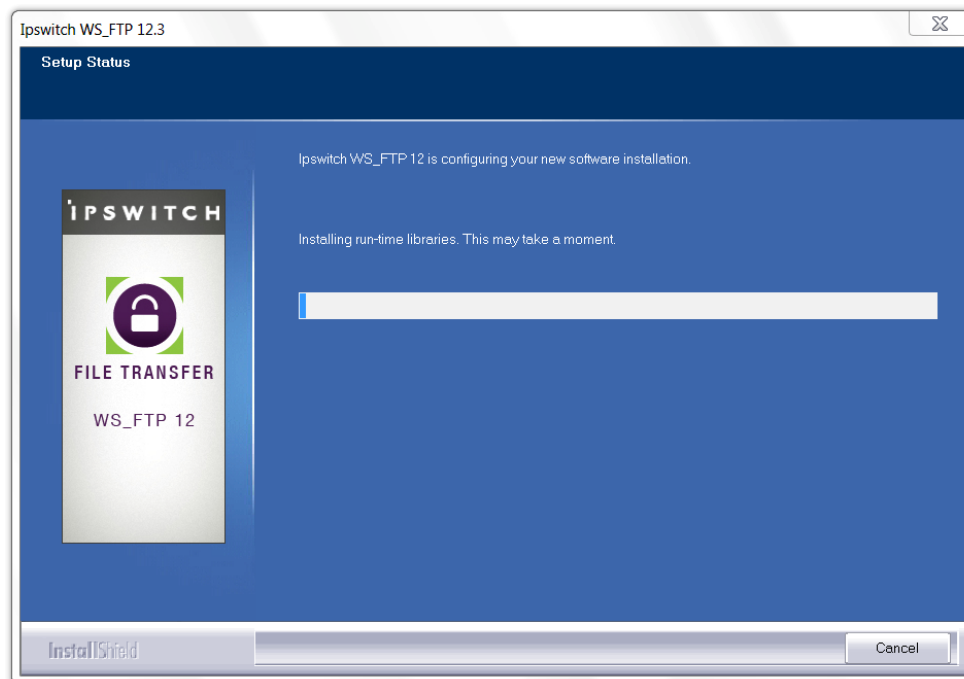 Ipswitch WS_FTP 12.3
Setup Status
Ipswitch WS_FTP 12 is configuring your new software installation.
Installing run-time libraries. This may take a moment.
IPSWITCH
FILE TRANSFER
WS_FTP 12
InstallShield
Cancel